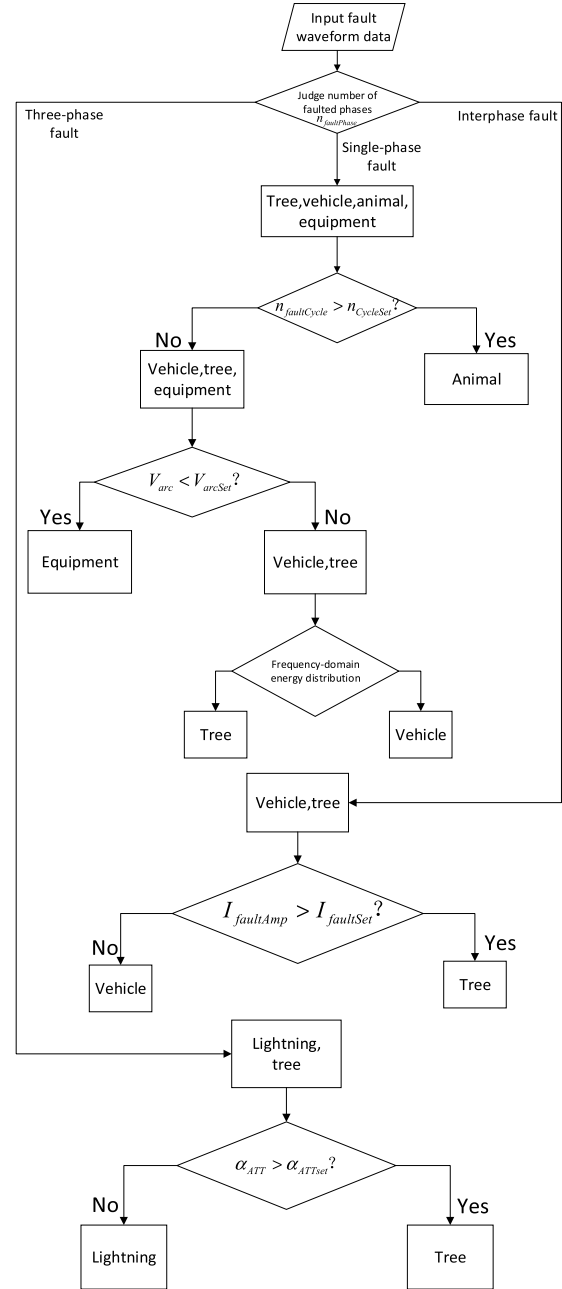 Input fault
waveform data
Judge number of
faulted phases
n_faultPhase
Three-phase
fault
Interphase fault
Single-phase
fault
Tree,vehicle,animal,
equipment
n_faultCycle > n_CycleSet?
No
Yes
Vehicle,tree,
equipment
Animal
V_arc < V_arcSet?
Yes
No
Equipment
Vehicle,tree
Frequency-domain
energy distribution
Tree
Vehicle
Vehicle,tree
I_faultAmp > I_faultSet?
No
Yes
Vehicle
Tree
Lightning,
tree
α_ATT > α_ATTset?
No
Yes
Lightning
Tree